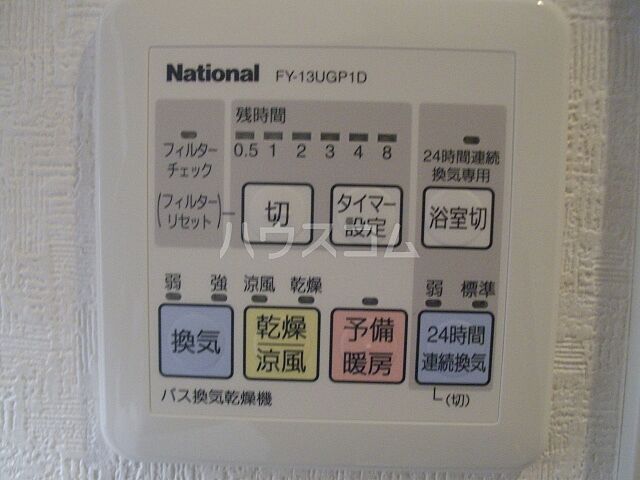 National FY-13UGP1D
残時間
0.5 1 2 3 4 8
フィルター
チェック
(フィルター
リセット)
切
タイマー
設定
24時間連続
換気専用
浴室切
ハウスコム
弱 強 涼風 乾燥
弱 標準
換気
乾燥
涼風
予備
暖房
24時間
連続換気
(切)
バス換気乾燥機